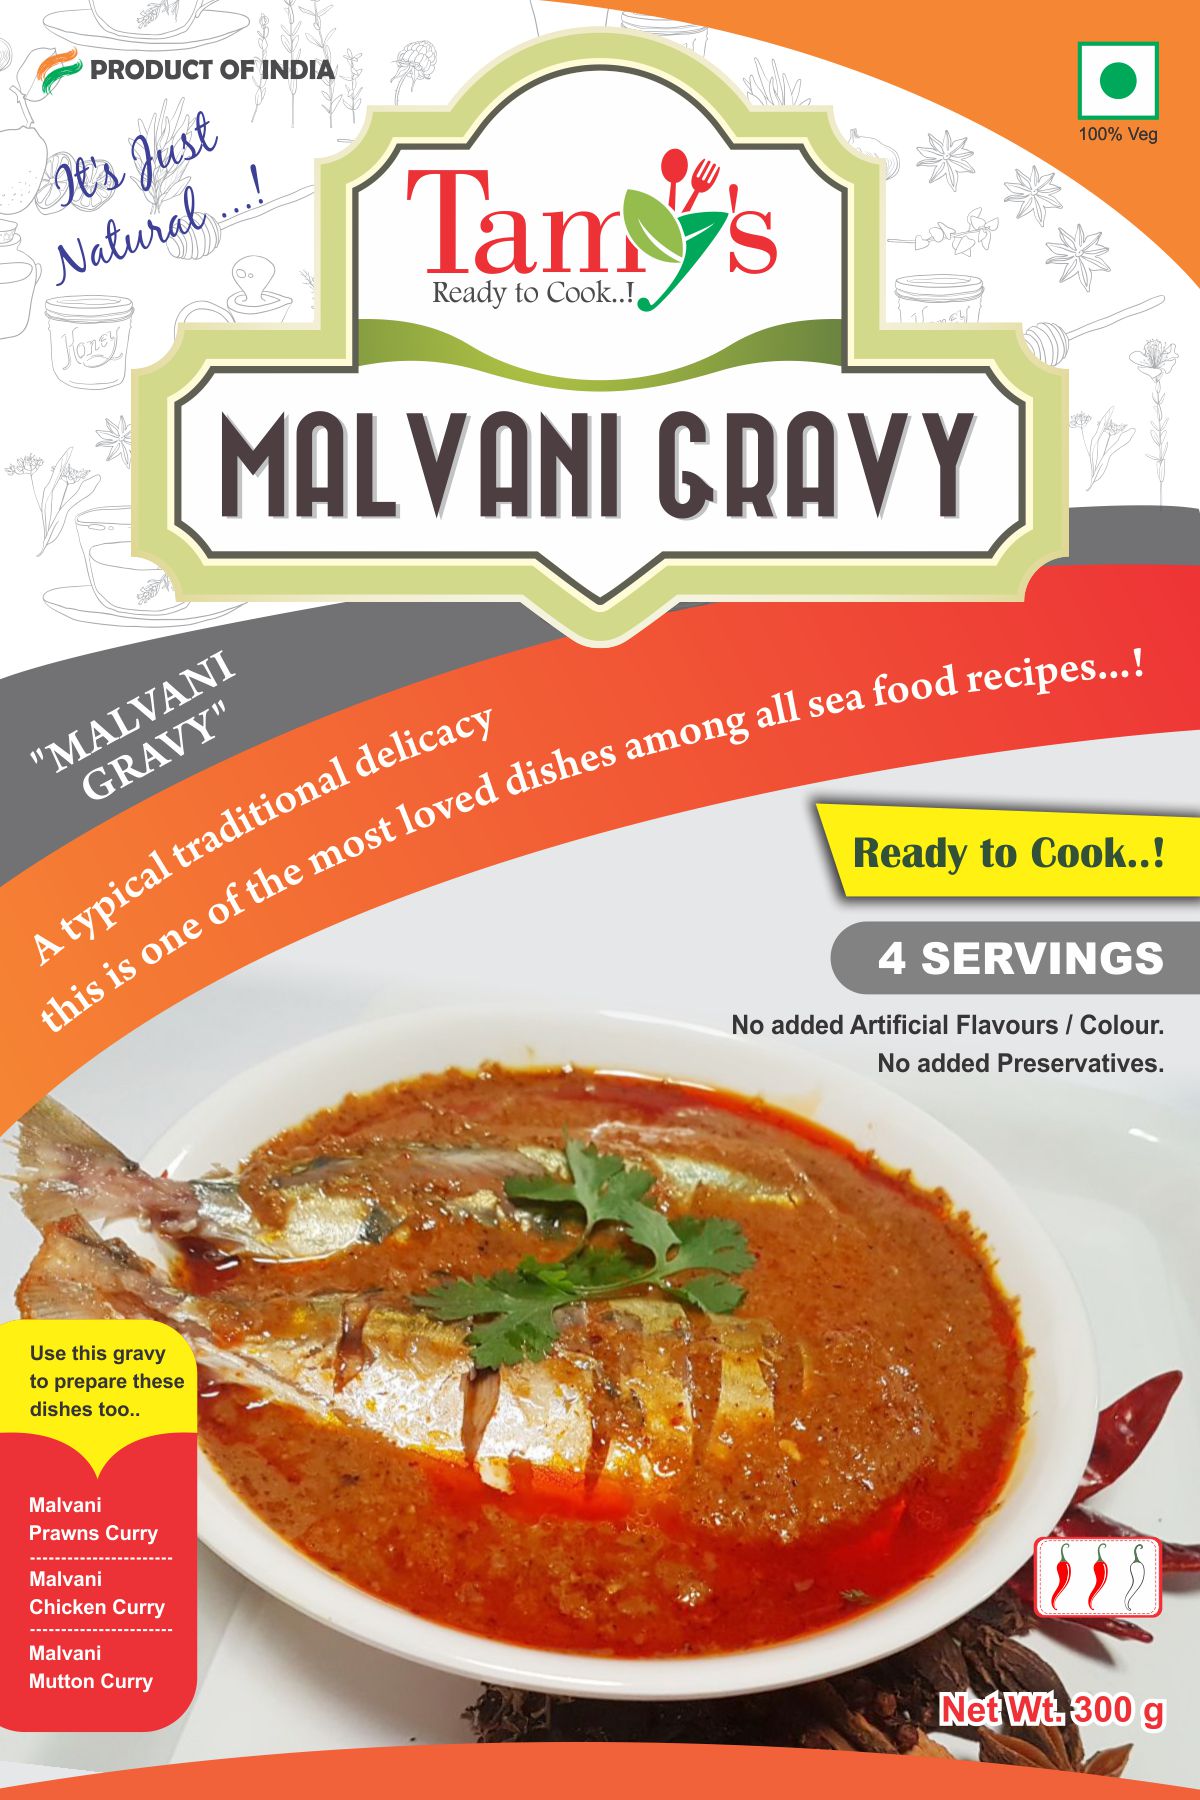 PRODUCT OF INDIA
100% Veg
It's Just
Natural ...!
Tamy's
Ready to Cook..!
Honey
Honey
MALVANI GRAVY
"MALVANI
GRAVY"
A typical traditional delicacy
this is one of the most loved dishes among all sea food recipes...!
Ready to Cook..!
4 SERVINGS
No added Artificial Flavours / Colour.
No added Preservatives.
Use this gravy
to prepare these
dishes too..
Malvani
Prawns Curry
Malvani
Chicken Curry
Malvani
Mutton Curry
Net Wt. 300 g